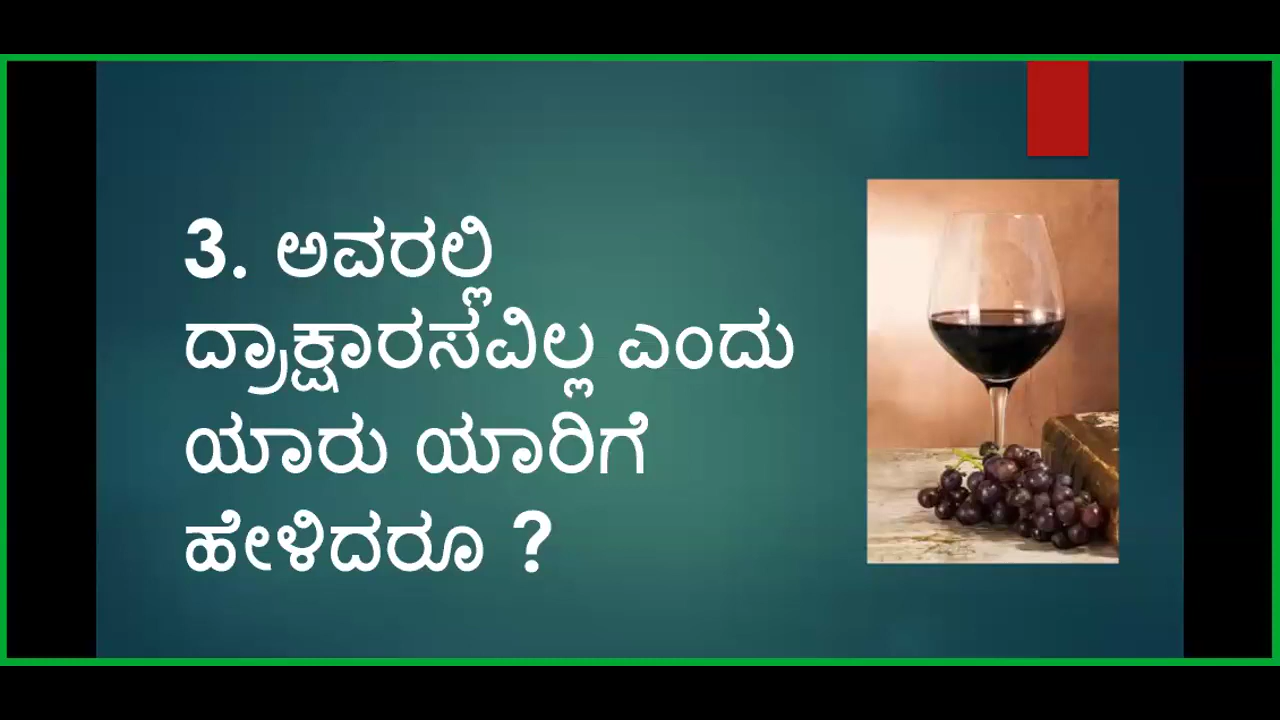 3. ಅವರಲ್ಲಿ
ದ್ರಾಕ್ಷಾರಸವಿಲ್ಲ ಎಂದು
ಯಾರು ಯಾರಿಗೆ
ಹೇಳಿದರೂ ?